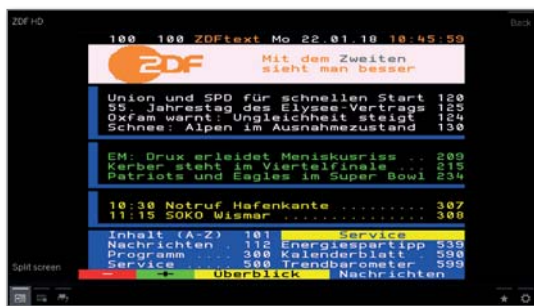 ZDF HD
Back
100 100 ZDFtext Mo 22.01.18 10:45:59
ZDF
Mit dem Zweiten
sieht man besser
Union und SPD für schnellen Start 120
55. Jahrestag des Elysee-Vertrags 125
Oxfam warnt: Ungleichheit steigt 124
Schnee: Alpen im Ausnahmezustand 130
EM: Drux erleidet Meniskusriss .. 209
Kerber steht im Viertelfinale ... 215
Patriots und Eagles im Super Bowl 234
10:30 Notruf Hafenkante ......... 307
11:15 SOKO Wismar ............... 308
Inhalt (A-Z) 101 Service
Nachrichten . 112 Energiespartipp 539
Programm .... 300 Kalenderblatt . 590
Service ..... 500 Trendbarometer 599
Split screen
- + Überblick Nachrichten